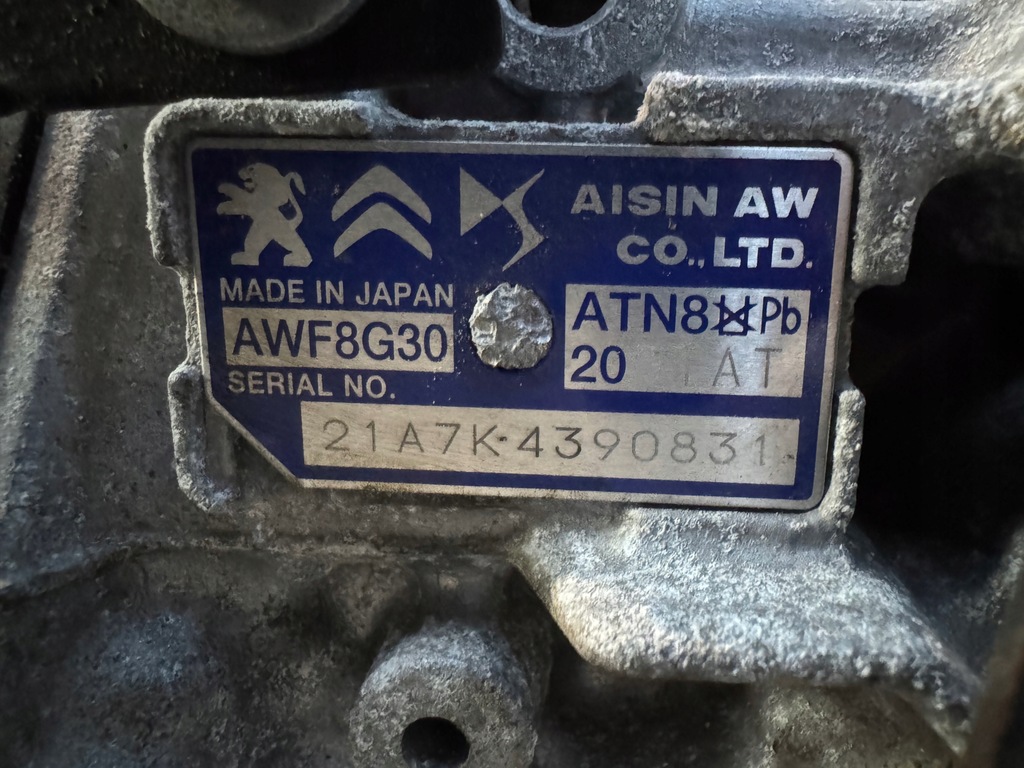 AISIN AW
CO., LTD.
MADE IN JAPAN
AWF8G30
ATN8 Pb
20 AT
SERIAL NO.
21A7K-4390831